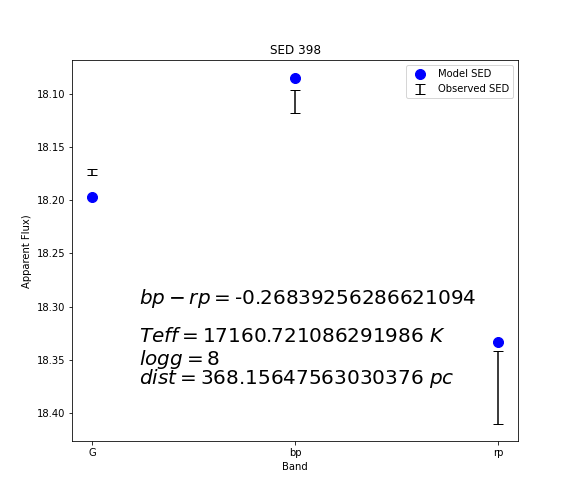 SED 398
Model SED
Observed SED
18.10
18.15
18.20
18.25
18.30
18.35
18.40
Apparent Flux)
bp − rp = -0.26839256286621094
Teff = 17160.721086291986 K
logg = 8
dist = 368.15647563030376 pc
G bp rp
Band